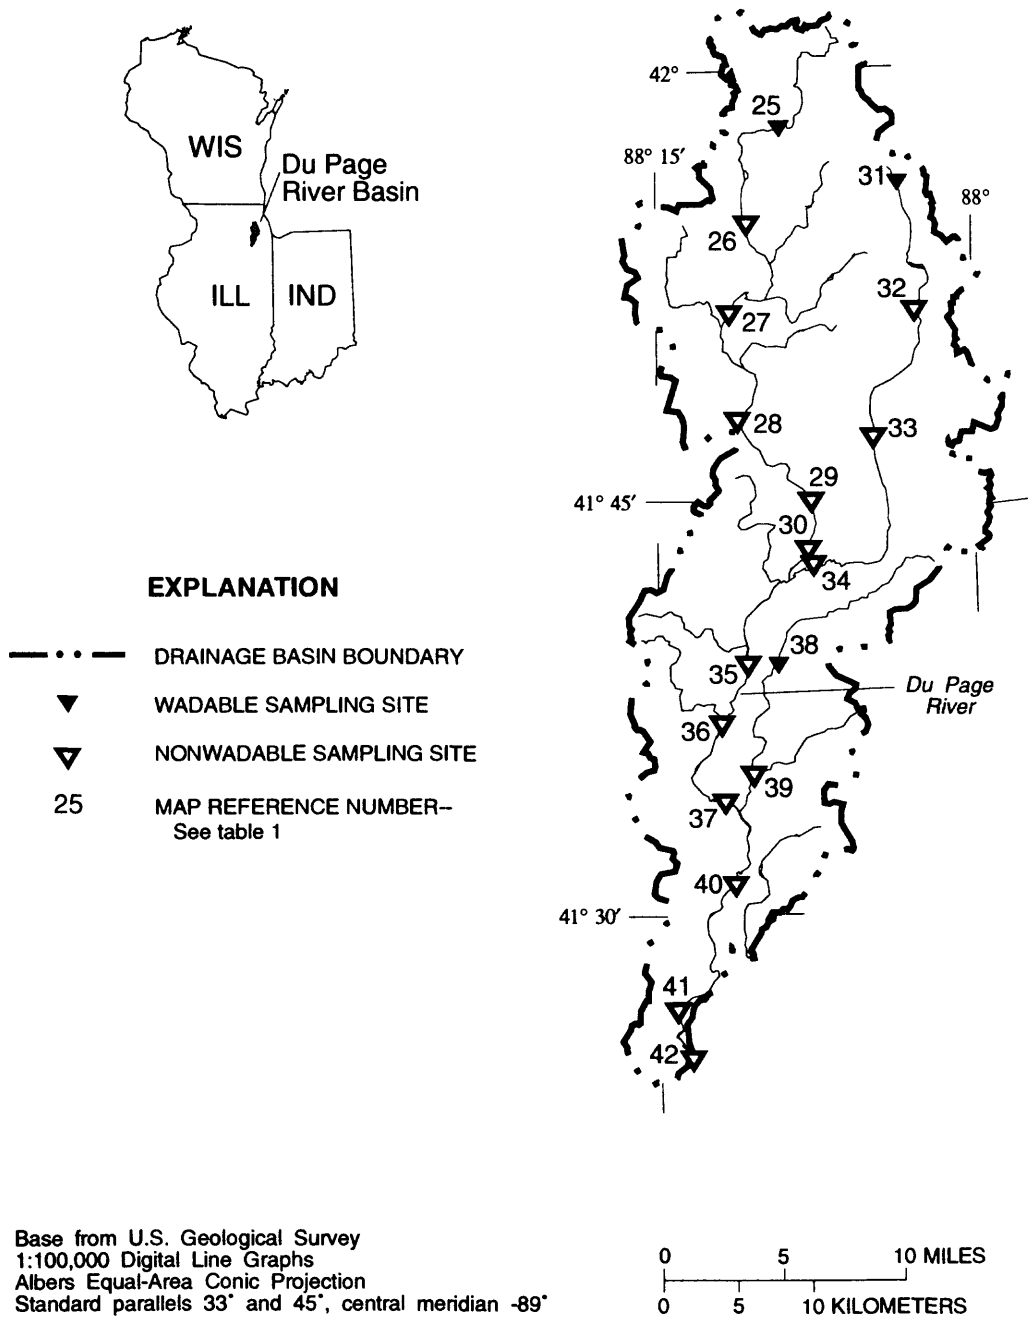 WIS
Du Page
River Basin
ILL
IND
42°
25
88° 15′
31
88°
26
32
27
28
33
29
41° 45′
30
34
EXPLANATION
DRAINAGE BASIN BOUNDARY
WADABLE SAMPLING SITE
NONWADABLE SAMPLING SITE
25
MAP REFERENCE NUMBER--
See table 1
38
35
Du Page
River
36
39
37
40
41° 30′
41
42
Base from U.S. Geological Survey
1:100,000 Digital Line Graphs
Albers Equal-Area Conic Projection
Standard parallels 33° and 45°, central meridian -89°
0 5 10 MILES
0 5 10 KILOMETERS